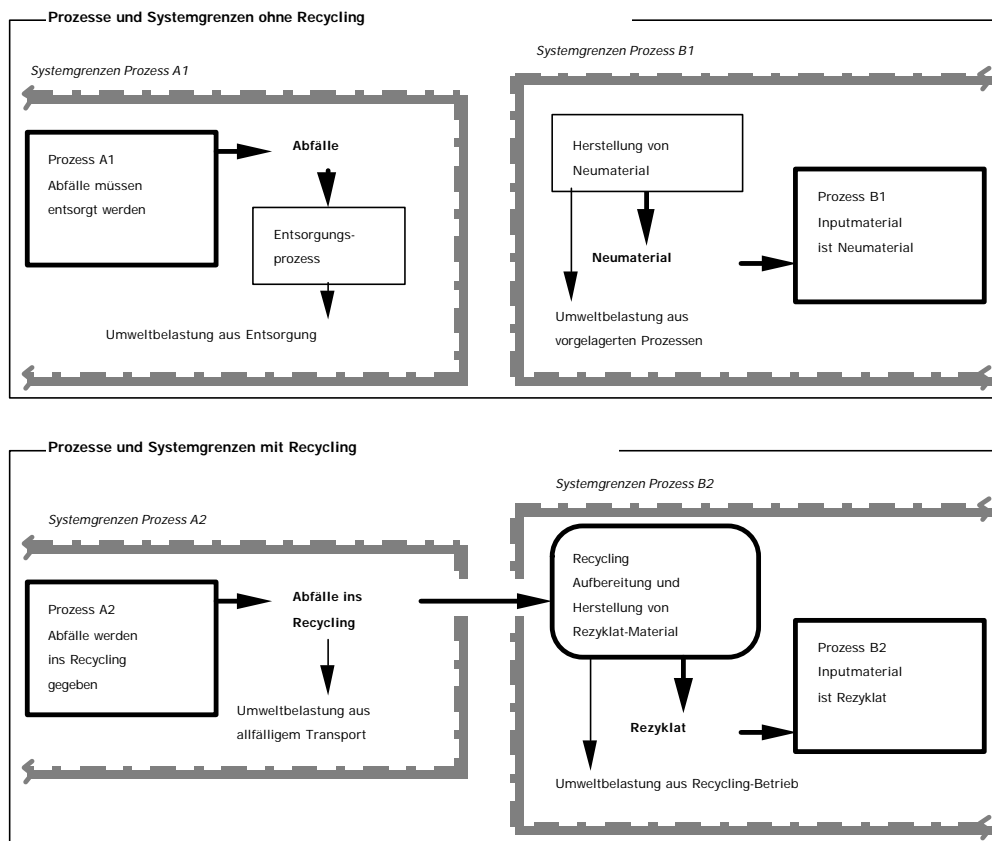 Prozesse und Systemgrenzen ohne Recycling
Systemgrenzen Prozess A1
Prozess A1
Abfälle müssen
entsorgt werden
Abfälle
Entsorgungs-
prozess
Umweltbelastung aus Entsorgung
Systemgrenzen Prozess B1
Herstellung von
Neumaterial
Neumaterial
Umweltbelastung aus
vorgelagerten Prozessen
Prozess B1
Inputmaterial
ist Neumaterial
Prozesse und Systemgrenzen mit Recycling
Systemgrenzen Prozess A2
Prozess A2
Abfälle werden
ins Recycling
gegeben
Abfälle ins
Recycling
Umweltbelastung aus
allfälligem Transport
Systemgrenzen Prozess B2
Recycling
Aufbereitung und
Herstellung von
Rezyklat-Material
Rezyklat
Umweltbelastung aus Recycling-Betrieb
Prozess B2
Inputmaterial
ist Rezyklat